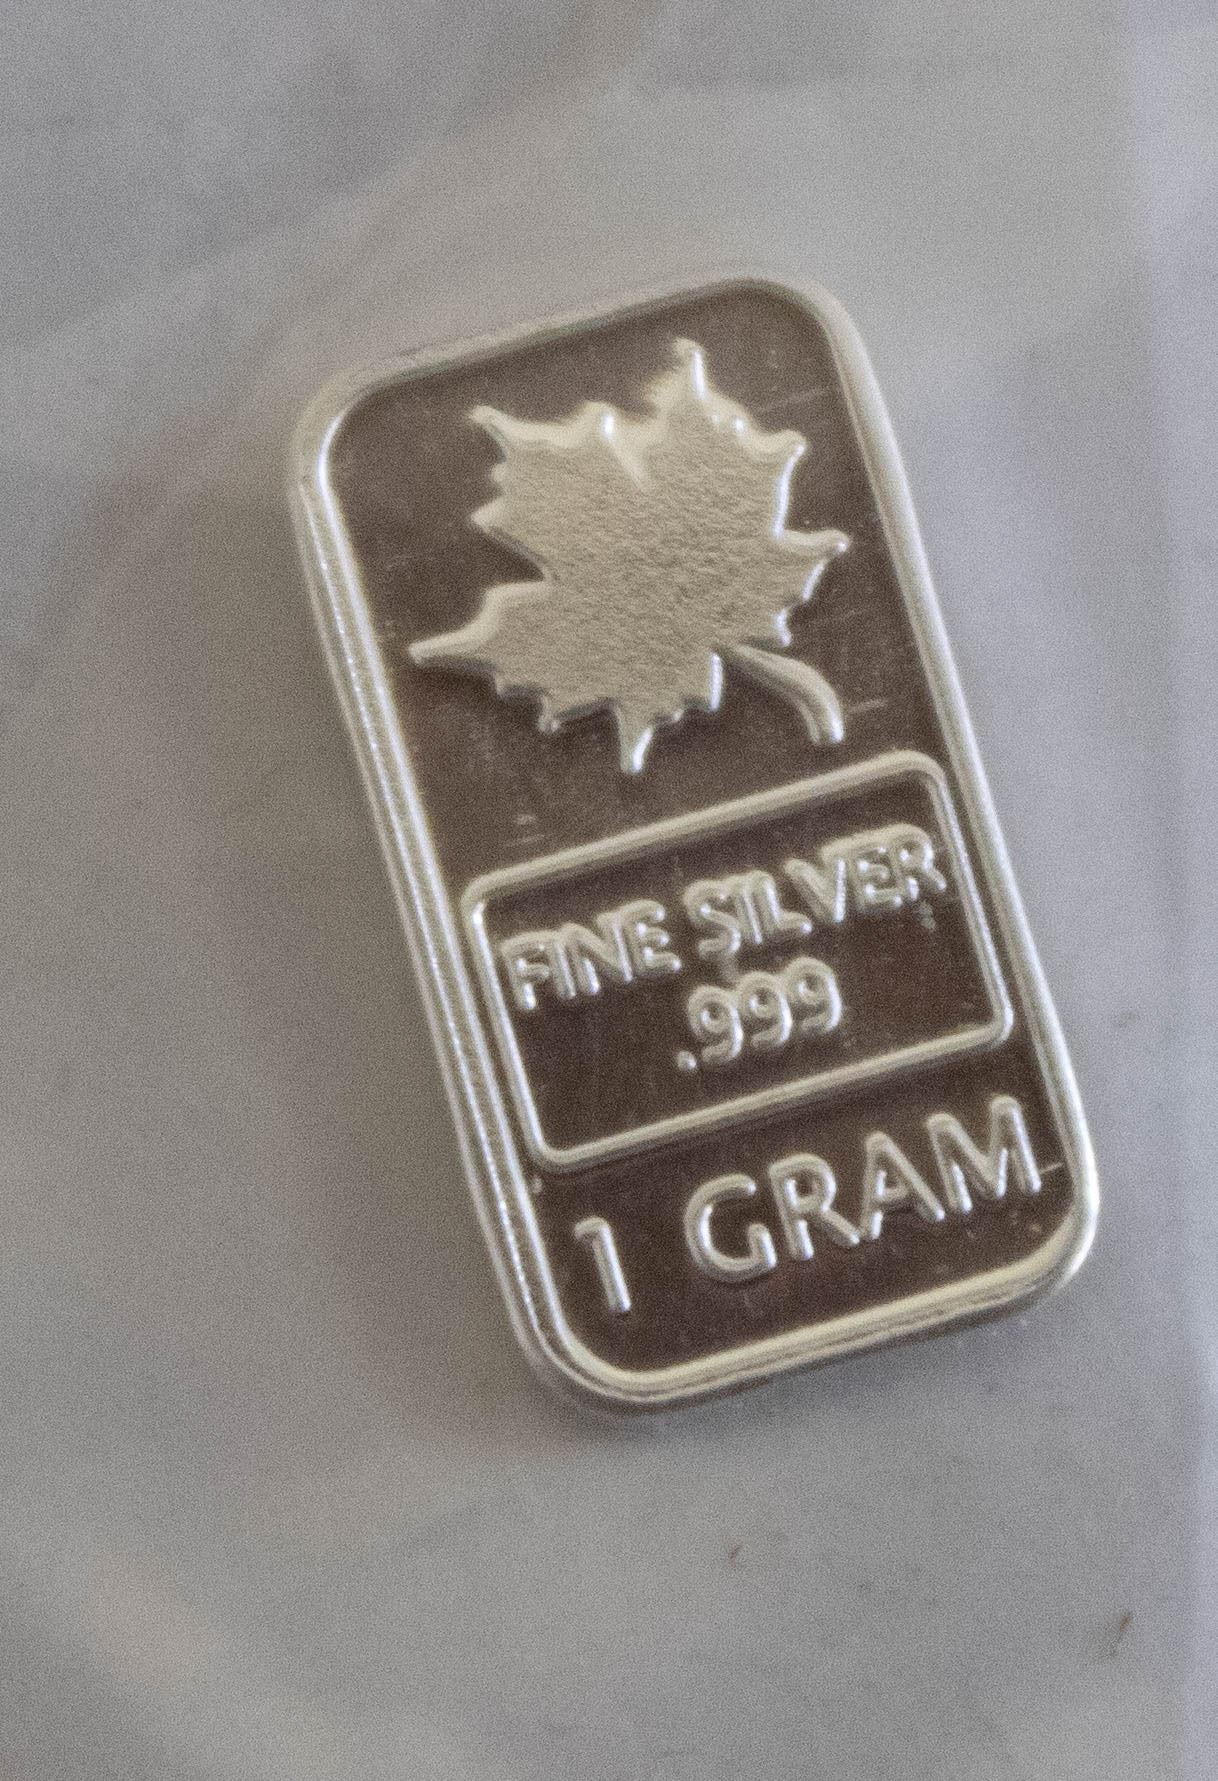 FINE SILVER
.999
1 GRAM